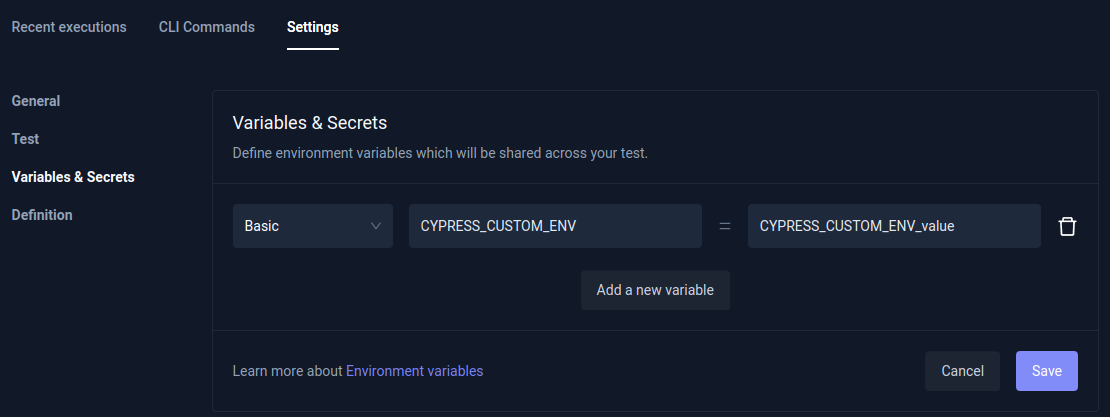 Recent executions CLI Commands Settings
General
Test
Variables & Secrets
Definition
Variables & Secrets
Define environment variables which will be shared across your test.
Basic CYPRESS_CUSTOM_ENV = CYPRESS_CUSTOM_ENV_value
Add a new variable
Learn more about Environment variables Cancel Save